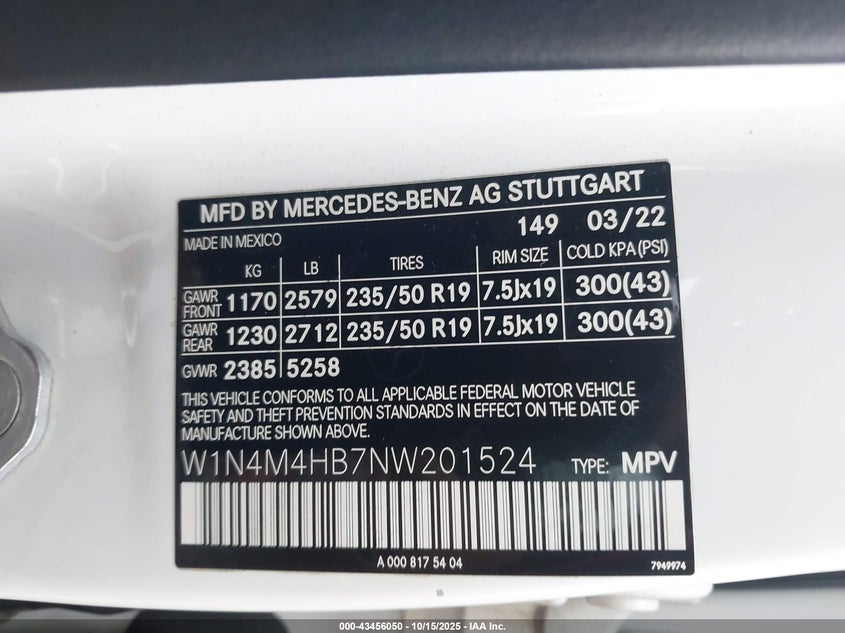 MFD BY MERCEDES-BENZ AG STUTTGART
149 03/22
MADE IN MEXICO
KG LB TIRES RIM SIZE COLD KPA (PSI)
GAWR FRONT 1170 2579 235/50 R19 7.5Jx19 300(43)
GAWR REAR 1230 2712 235/50 R19 7.5Jx19 300(43)
GVWR 2385 5258
THIS VEHICLE CONFORMS TO ALL APPLICABLE FEDERAL MOTOR VEHICLE
SAFETY AND THEFT PREVENTION STANDARDS IN EFFECT ON THE DATE OF
MANUFACTURE SHOWN ABOVE.
W1N4M4HB7NW201524 TYPE: MPV
A 000 817 54 04
7949974
000-43456050 - 10/15/2025 - IAA Inc.